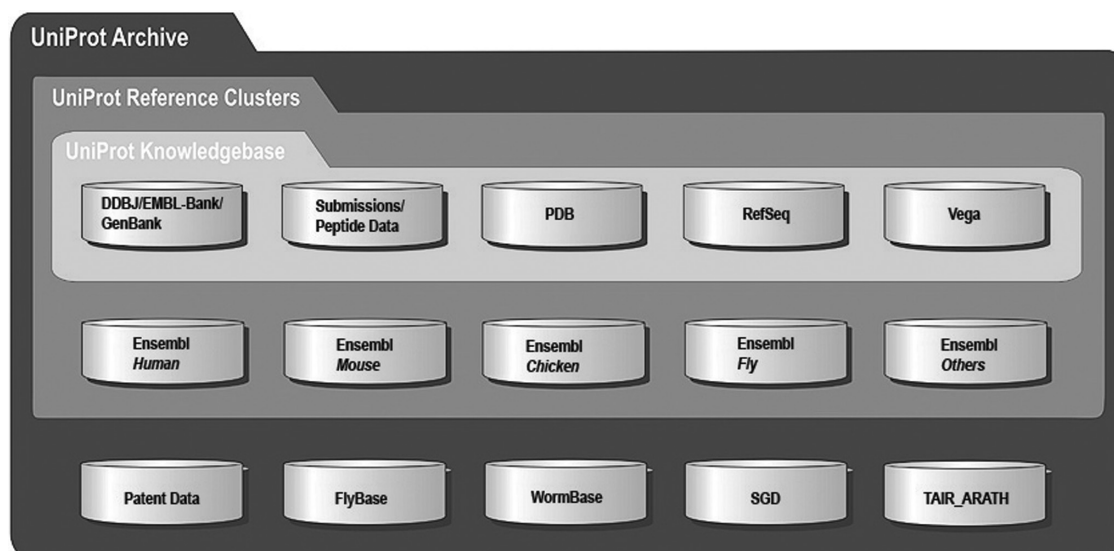 UniProt Archive
UniProt Reference Clusters
UniProt Knowledgebase
DDBJ/EMBL-Bank/
GenBank
Submissions/
Peptide Data
PDB
RefSeq
Vega
Ensembl
Human
Ensembl
Mouse
Ensembl
Chicken
Ensembl
Fly
Ensembl
Others
Patent Data
FlyBase
WormBase
SGD
TAIR_ARATH